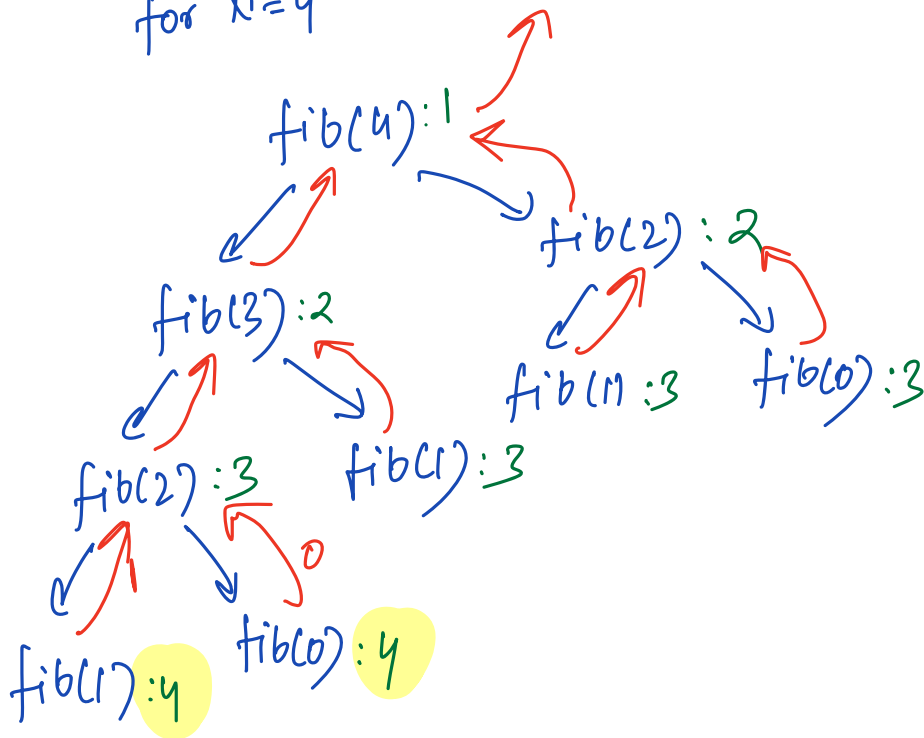 for N=4
fib(4) : 1
fib(2) : 2
fib(3) : 2
fib(1) : 3
fib(0) : 3
fib(2) : 3
fib(1) : 3
1
0
fib(0) : 4
fib(1) : 4